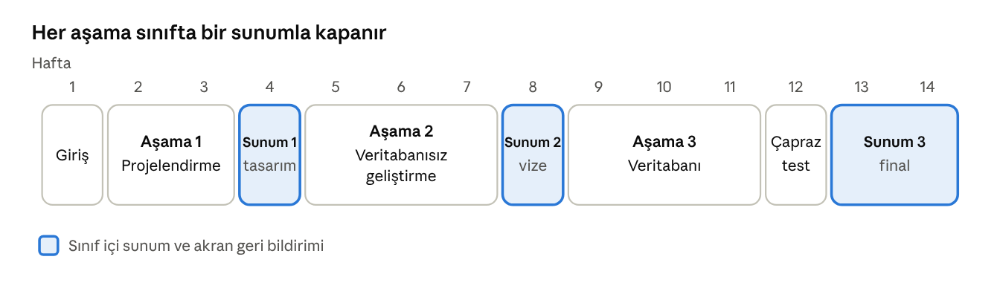 Her aşama sınıfta bir sunumla kapanır
Hafta
1 2 3 4 5 6 7 8 9 10 11 12 13 14
Giriş
Aşama 1
Projelendirme
Sunum 1
tasarım
Aşama 2
Veritabanısız
geliştirme
Sunum 2
vize
Aşama 3
Veritabanı
Çapraz
test
Sunum 3
final
Sınıf içi sunum ve akran geri bildirimi